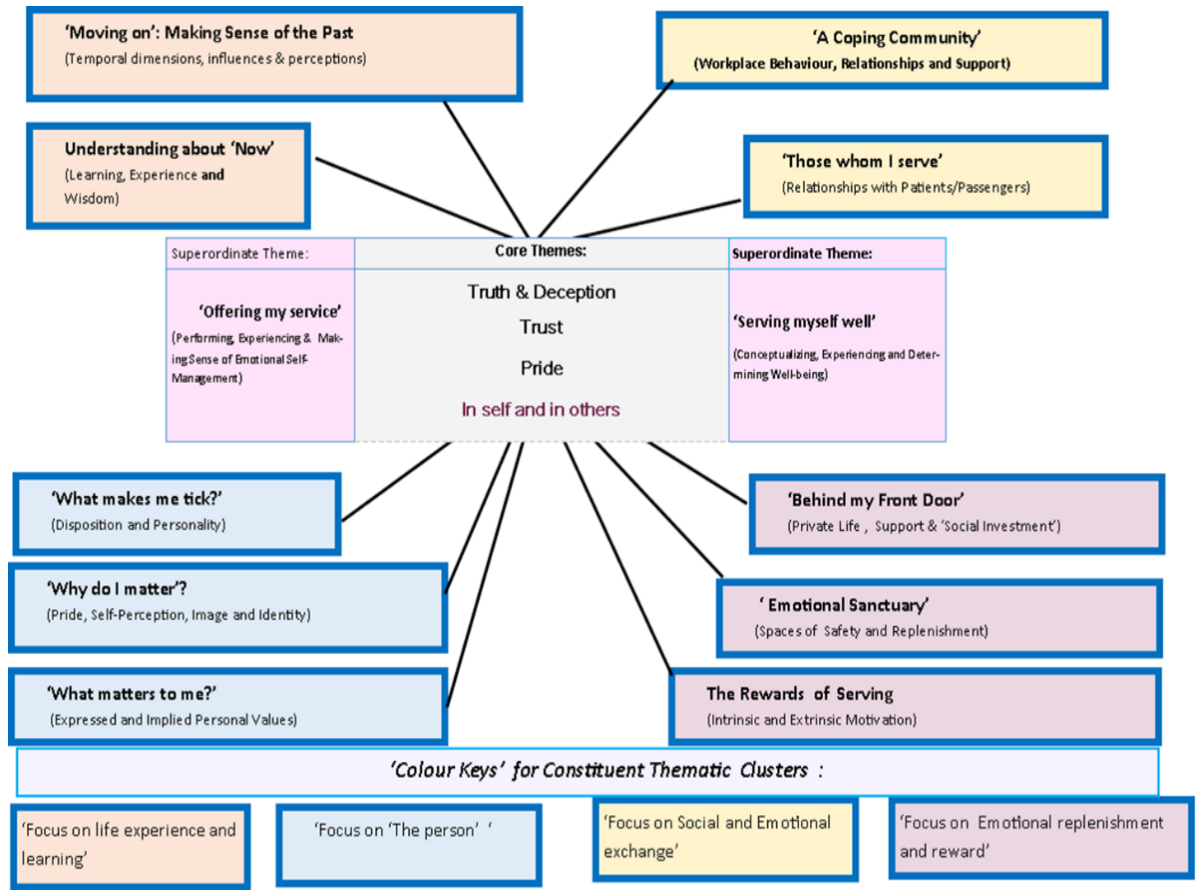 ‘Moving on’: Making Sense of the Past
(Temporal dimensions, influences & perceptions)
‘A Coping Community’
(Workplace Behaviour, Relationships and Support)
Understanding about ‘Now’
(Learning, Experience and
Wisdom)
‘Those whom I serve’
(Relationships with Patients/Passengers)
Superordinate Theme:
‘Offering my service’
(Performing, Experiencing & Mak-
ing Sense of Emotional Self-
Management)
Core Themes:
Truth & Deception
Trust
Pride
In self and in others
Superordinate Theme:
‘Serving myself well’
(Conceptualizing, Experiencing and Deter-
mining Well-being)
‘What makes me tick?’
(Disposition and Personality)
‘Why do I matter’?
(Pride, Self-Perception, Image and Identity)
‘What matters to me?’
(Expressed and Implied Personal Values)
‘Behind my Front Door’
(Private Life , Support & ‘Social Investment’)
‘ Emotional Sanctuary’
(Spaces of Safety and Replenishment)
The Rewards of Serving
(Intrinsic and Extrinsic Motivation)
‘Colour Keys’ for Constituent Thematic Clusters :
‘Focus on life experience and
learning’
‘Focus on ‘The person’ ‘
‘Focus on Social and Emotional
exchange’
‘Focus on Emotional replenishment
and reward’